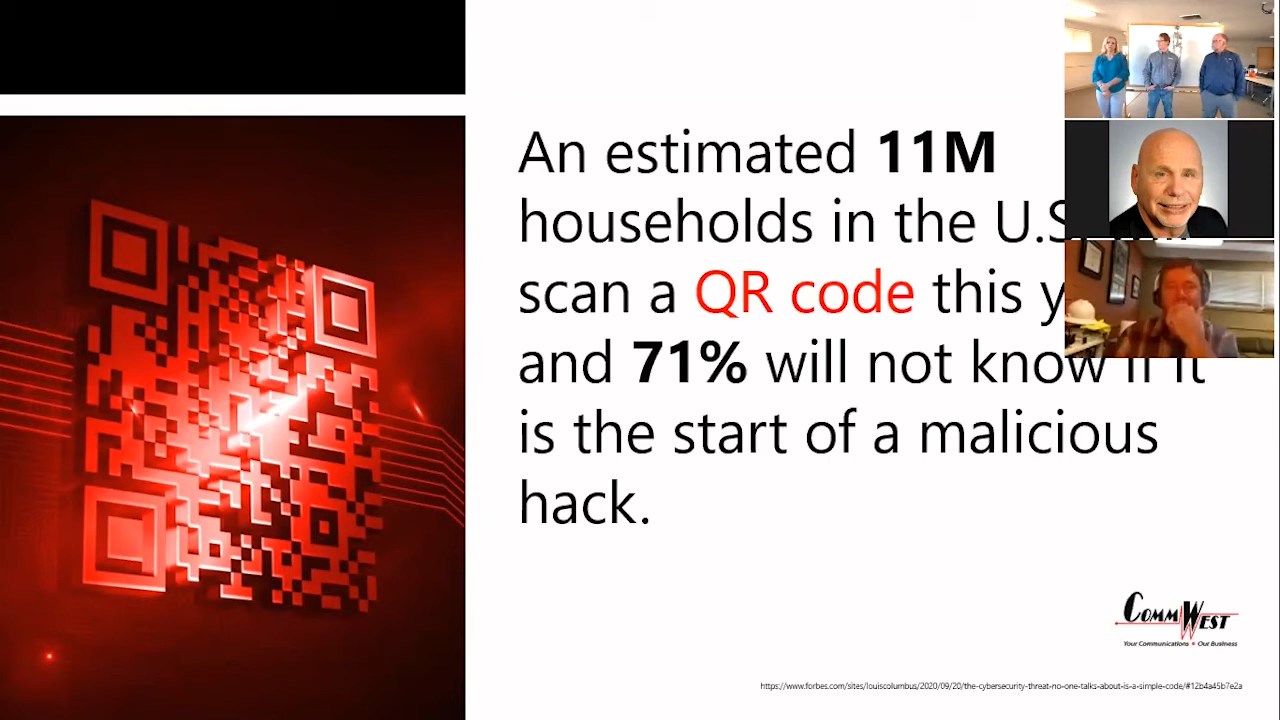 An estimated 11M
households in the U.S.
scan a QR code this
and 71% will not know if it
is the start of a malicious
hack.
COMMWEST
Your Communications • Our Business
https://www.forbes.com/sites/louiscolumbus/2020/09/20/the-cybersecurity-threat-no-one-talks-about-is-a-simple-code/#12b4a45b7e2a